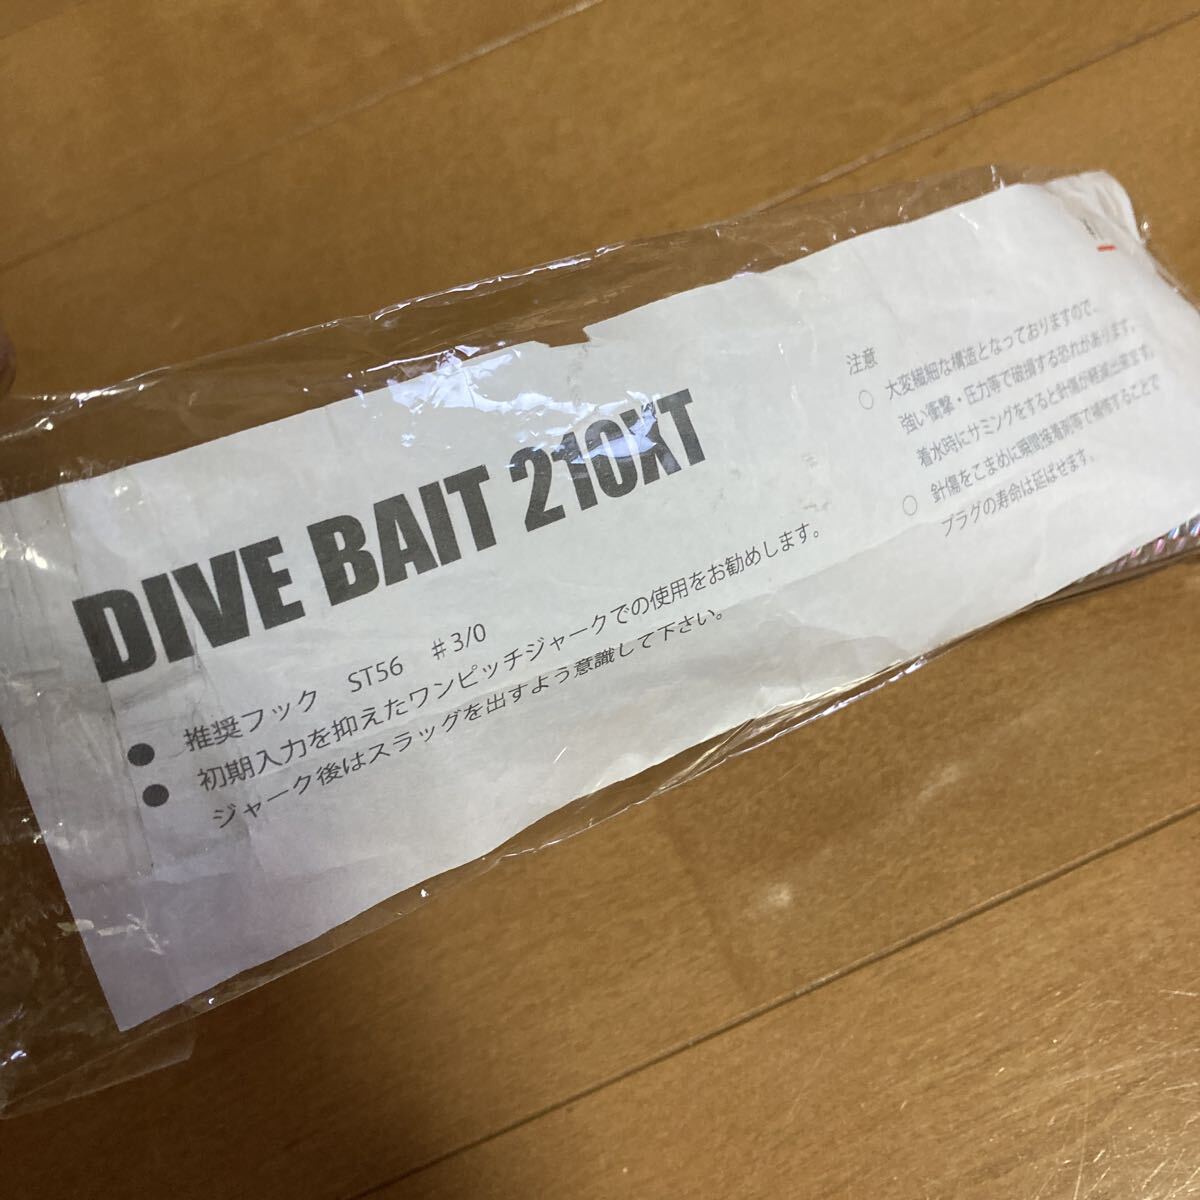 DIVE BAIT 210XT
● 推奨フック ST56 #3/0
● 初期入力を抑えたワンピッチジャークでの使用をお勧めします。
ジャーク後はスラッグを出すよう意識して下さい。
注意
○ 大変繊細な構造となっておりますので、
強い衝撃・圧力等で破損する恐れがあります。
着水時にサミングをすると針傷が軽減出来ます。
○ 針傷をこまめに瞬間接着剤等で補修することで
プラグの寿命は延ばせます。